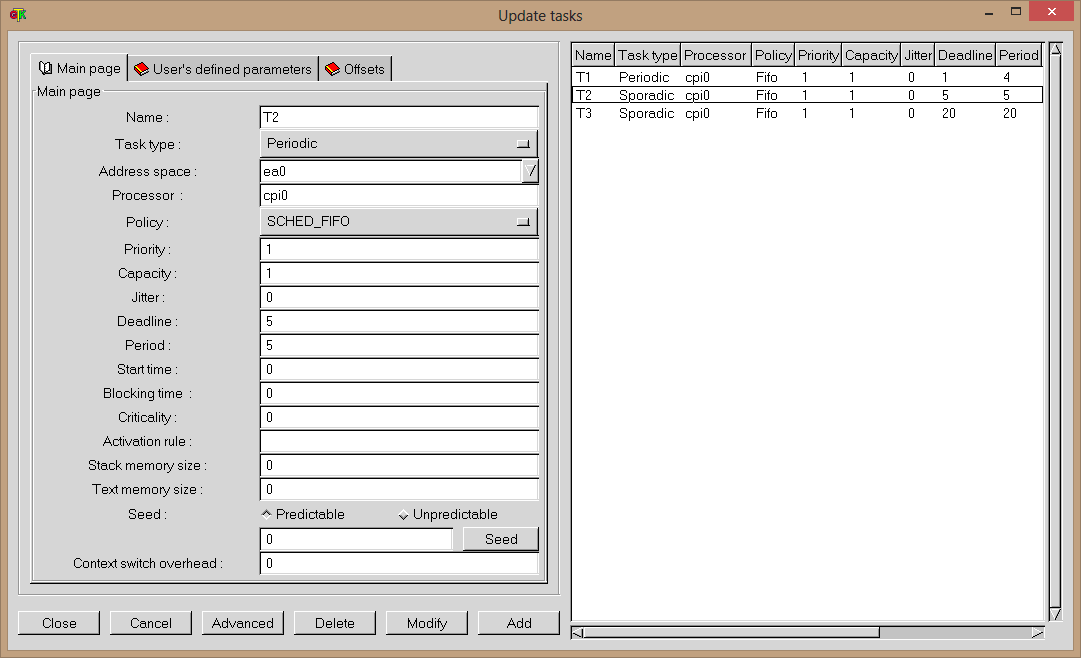 Update tasks
Main page
User's defined parameters
Offsets
Main page
Name : T2
Task type : Periodic
Address space : ea0
Processor : cpi0
Policy : SCHED_FIFO
Priority : 1
Capacity : 1
Jitter : 0
Deadline : 5
Period : 5
Start time : 0
Blocking time : 0
Criticality : 0
Activation rule :
Stack memory size : 0
Text memory size : 0
Seed : Predictable Unpredictable
0 Seed
Context switch overhead : 0
Close Cancel Advanced Delete Modify Add
Name Task type Processor Policy Priority Capacity Jitter Deadline Period
T1 Periodic cpi0 Fifo 1 1 0 1 4
T2 Sporadic cpi0 Fifo 1 1 0 5 5
T3 Sporadic cpi0 Fifo 1 1 0 20 20